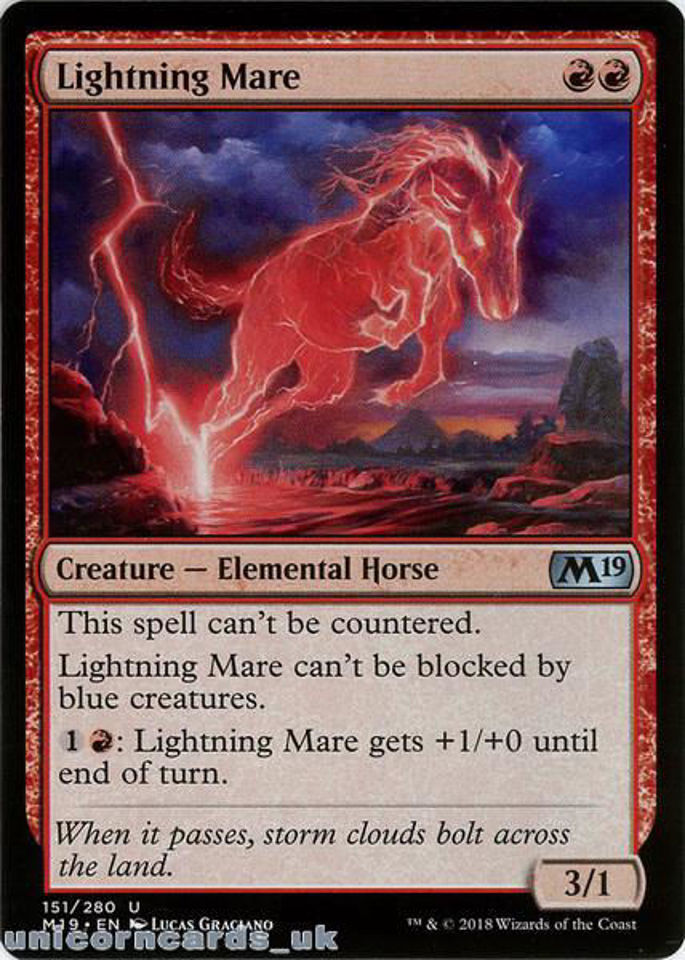 Lightning Mare
Creature — Elemental Horse
M19
This spell can't be countered.
Lightning Mare can't be blocked by
blue creatures.
1 : Lightning Mare gets +1/+0 until
end of turn.
When it passes, storm clouds bolt across
the land.
3/1
151/280 U
M19 • EN Lucas Graciano
™ & © 2018 Wizards of the Coast
unicorncards_uk